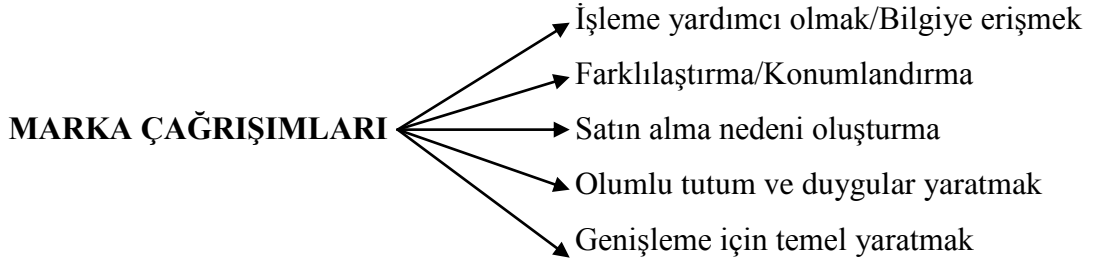 İşleme yardımcı olmak/Bilgiye erişmek
Farklılaştırma/Konumlandırma
MARKA ÇAĞRIŞIMLARI
Satın alma nedeni oluşturma
Olumlu tutum ve duygular yaratmak
Genişleme için temel yaratmak